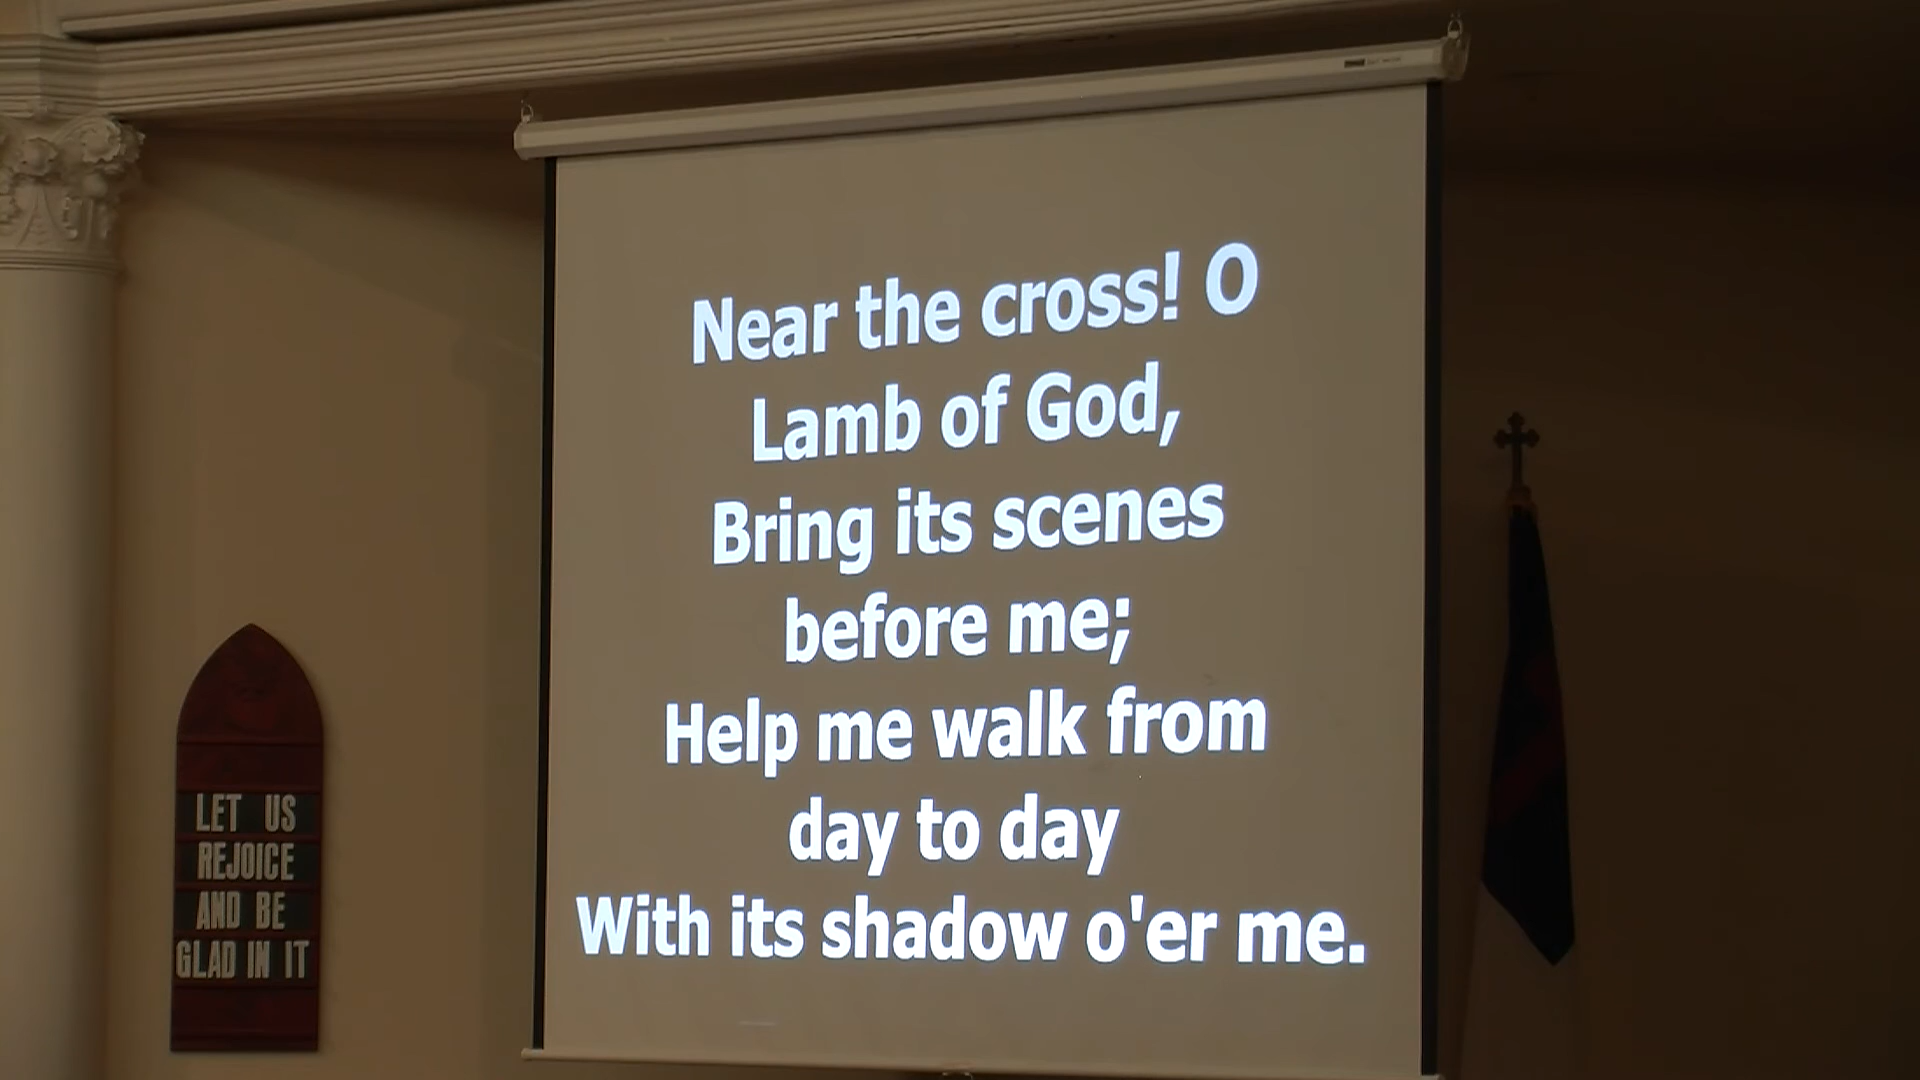 Near the cross! O
Lamb of God,
Bring its scenes
before me;
Help me walk from
day to day
With its shadow o'er me.
LET US
REJOICE
AND BE
GLAD IN IT